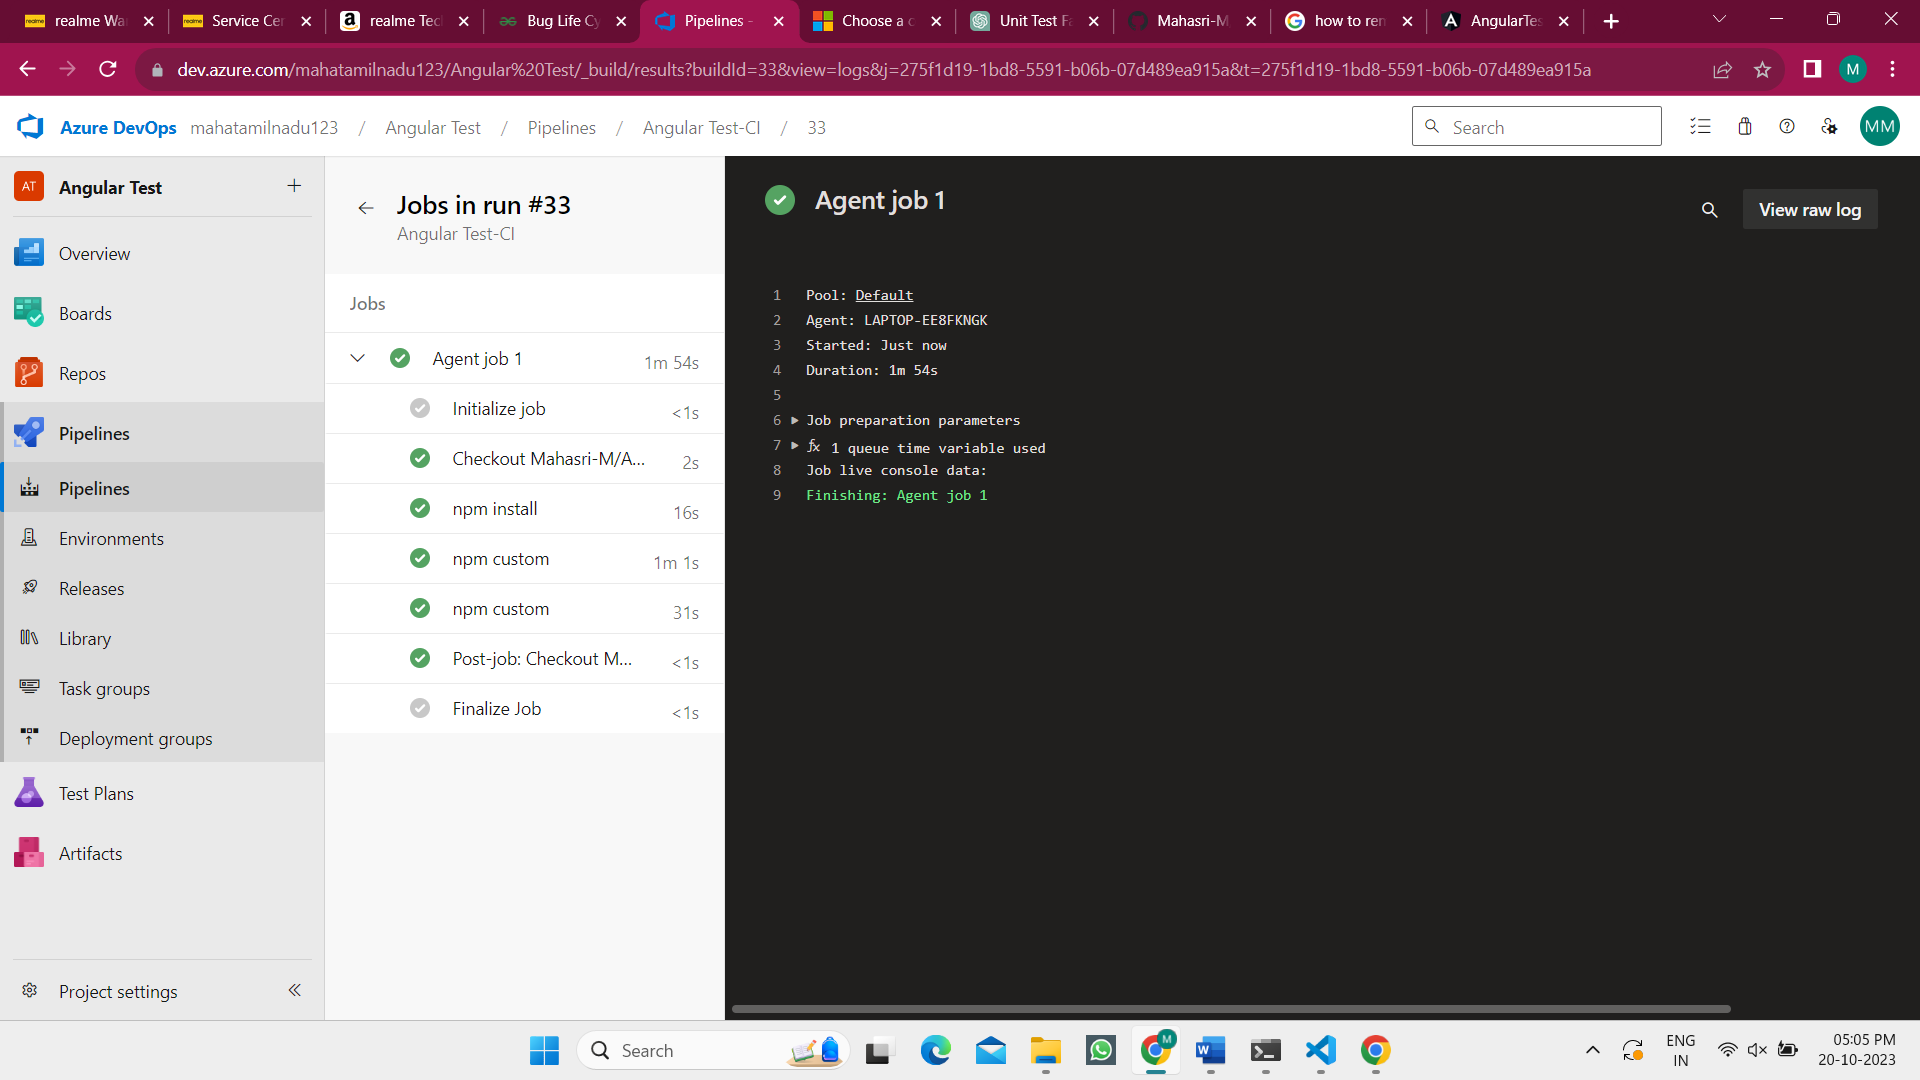 realme Wa
Service Cer
realme Tec
Bug Life Cy
Pipelines -
Choose a c
Unit Test Fa
Mahasri-M
how to rem
AngularTes
dev.azure.com/mahatamilnadu123/Angular%20Test/_build/results?buildId=33&view=logs&j=275f1d19-1bd8-5591-b06b-07d489ea915a&t=275f1d19-1bd8-5591-b06b-07d489ea915a
M
Azure DevOps mahatamilnadu123 / Angular Test / Pipelines / Angular Test-CI / 33
Search
MM
AT Angular Test
Overview
Boards
Repos
Pipelines
Pipelines
Environments
Releases
Library
Task groups
Deployment groups
Test Plans
Artifacts
Project settings
Jobs in run #33
Angular Test-CI
Jobs
Agent job 1 1m 54s
Initialize job <1s
Checkout Mahasri-M/A... 2s
npm install 16s
npm custom 1m 1s
npm custom 31s
Post-job: Checkout M... <1s
Finalize Job <1s
Agent job 1
View raw log
1 Pool: Default
2 Agent: LAPTOP-EE8FKNGK
3 Started: Just now
4 Duration: 1m 54s
5
6 Job preparation parameters
7 fx 1 queue time variable used
8 Job live console data:
9 Finishing: Agent job 1
Search
M
ENG
IN
05:05 PM
20-10-2023